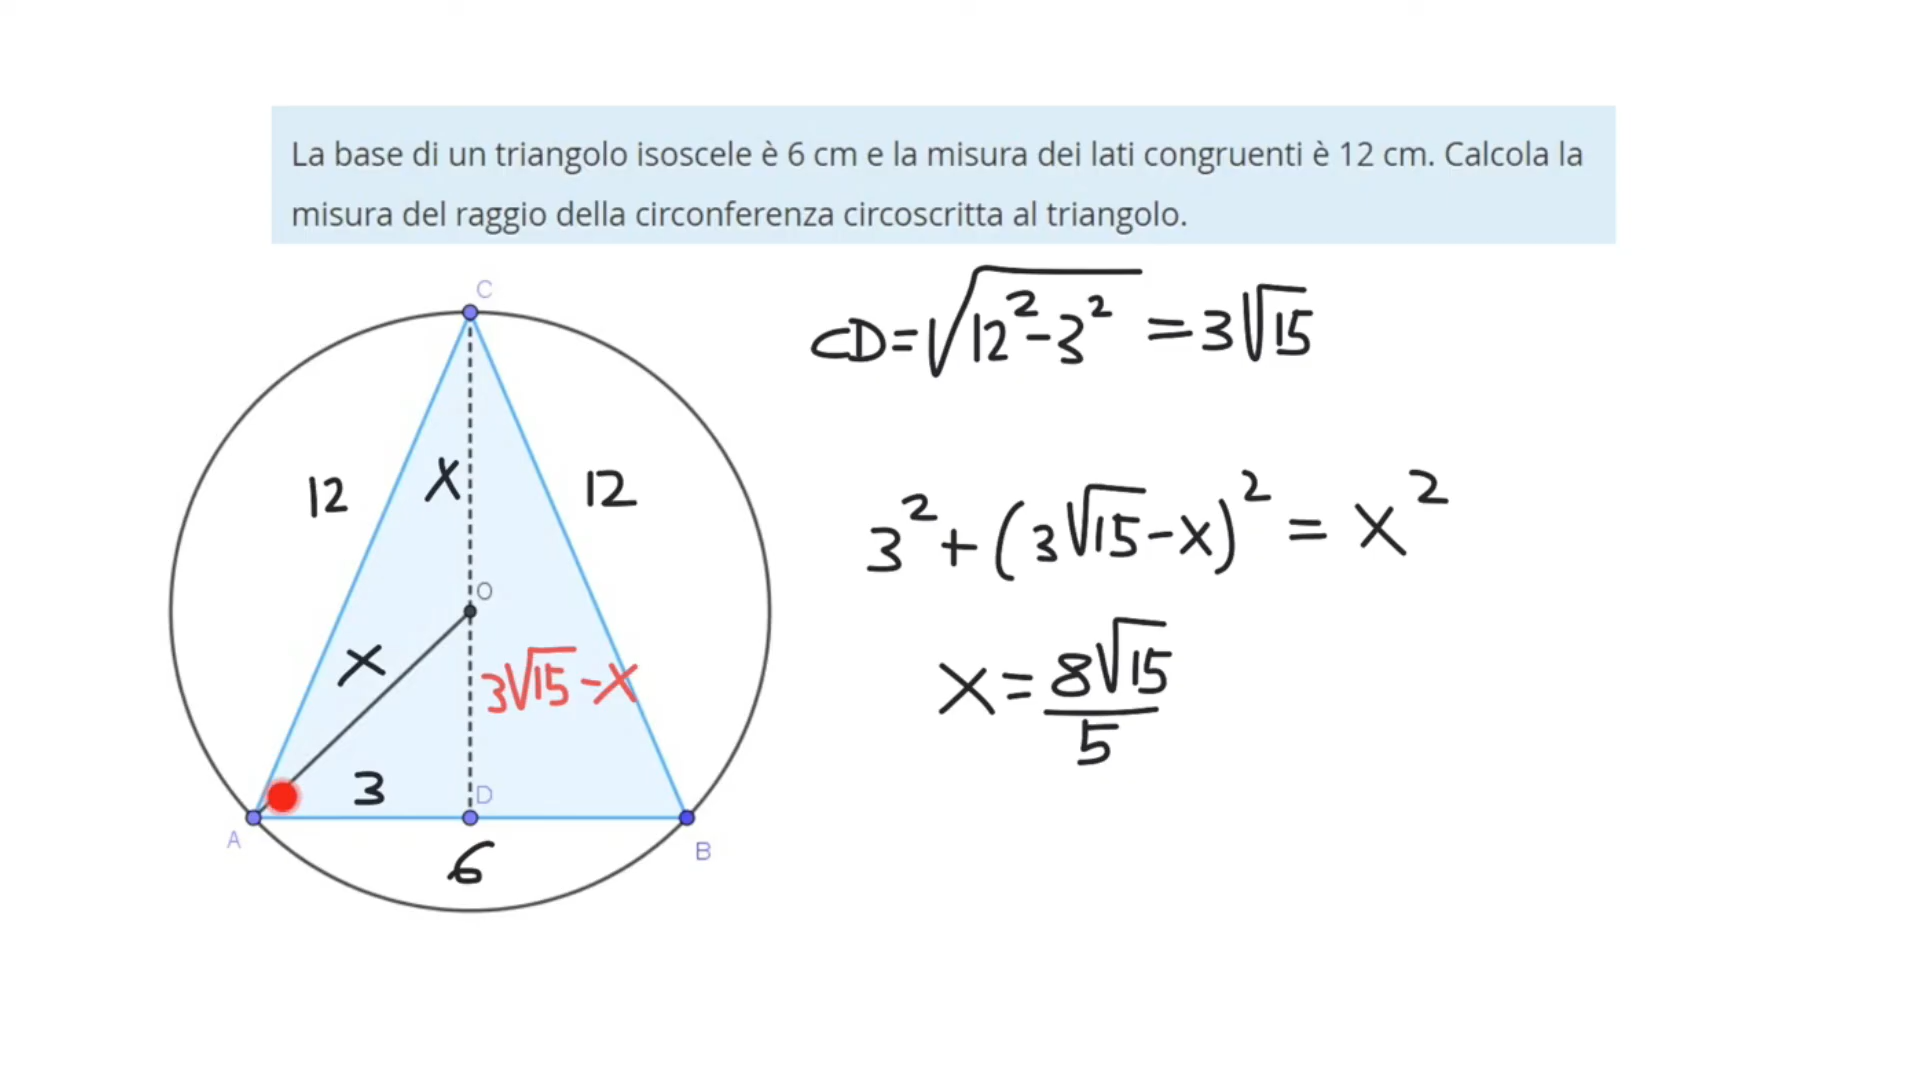 La base di un triangolo isoscele è 6 cm e la misura dei lati congruenti è 12 cm. Calcola la
misura del raggio della circonferenza circoscritta al triangolo.
C
CD=√12²-3² =3√15
12 X 12
3²+(3√15-X)² = X²
O
X
3√15-X
X=8√15/5
3
D
A
B
6